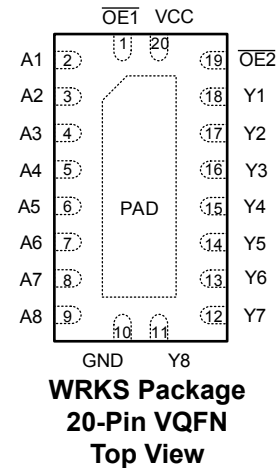 OE1 VCC
1 20
A1 2 19 OE2
A2 3 18 Y1
A3 4 17 Y2
A4 5 16 Y3
A5 6 PAD 15 Y4
A6 7 14 Y5
A7 8 13 Y6
A8 9 12 Y7
10 11
GND Y8
WRKS Package
20-Pin VQFN
Top View